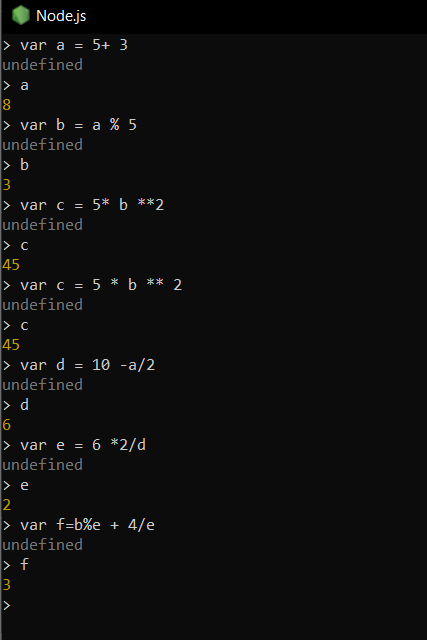 Node.js
> var a = 5+ 3
undefined
> a
8
> var b = a % 5
undefined
> b
3
> var c = 5* b **2
undefined
> c
45
> var c = 5 * b ** 2
undefined
> c
45
> var d = 10 -a/2
undefined
> d
6
> var e = 6 *2/d
undefined
> e
2
> var f=b%e + 4/e
undefined
> f
3
>